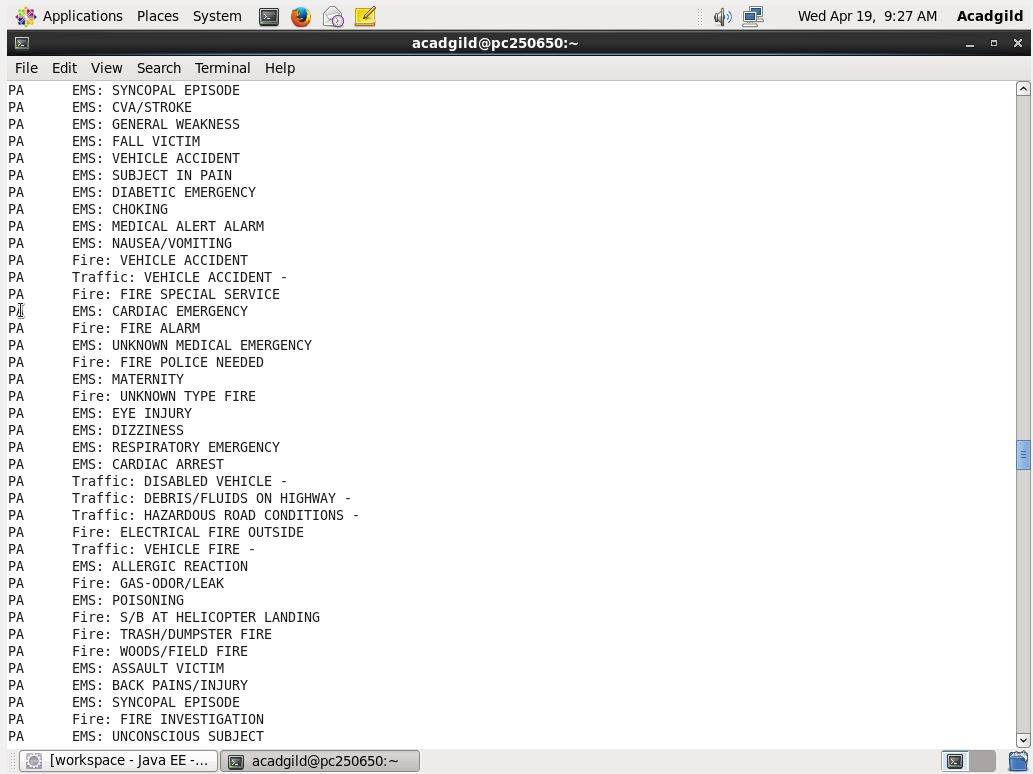 Applications Places System Wed Apr 19, 9:27 AM Acadgild
acadgild@pc250650:~
File Edit View Search Terminal Help
PA EMS: SYNCOPAL EPISODE
PA EMS: CVA/STROKE
PA EMS: GENERAL WEAKNESS
PA EMS: FALL VICTIM
PA EMS: VEHICLE ACCIDENT
PA EMS: SUBJECT IN PAIN
PA EMS: DIABETIC EMERGENCY
PA EMS: CHOKING
PA EMS: MEDICAL ALERT ALARM
PA EMS: NAUSEA/VOMITING
PA Fire: VEHICLE ACCIDENT
PA Traffic: VEHICLE ACCIDENT -
PA Fire: FIRE SPECIAL SERVICE
PA EMS: CARDIAC EMERGENCY
PA Fire: FIRE ALARM
PA EMS: UNKNOWN MEDICAL EMERGENCY
PA Fire: FIRE POLICE NEEDED
PA EMS: MATERNITY
PA Fire: UNKNOWN TYPE FIRE
PA EMS: EYE INJURY
PA EMS: DIZZINESS
PA EMS: RESPIRATORY EMERGENCY
PA EMS: CARDIAC ARREST
PA Traffic: DISABLED VEHICLE -
PA Traffic: DEBRIS/FLUIDS ON HIGHWAY -
PA Traffic: HAZARDOUS ROAD CONDITIONS -
PA Fire: ELECTRICAL FIRE OUTSIDE
PA Traffic: VEHICLE FIRE -
PA EMS: ALLERGIC REACTION
PA Fire: GAS-ODOR/LEAK
PA EMS: POISONING
PA Fire: S/B AT HELICOPTER LANDING
PA Fire: TRASH/DUMPSTER FIRE
PA Fire: WOODS/FIELD FIRE
PA EMS: ASSAULT VICTIM
PA EMS: BACK PAINS/INJURY
PA EMS: SYNCOPAL EPISODE
PA Fire: FIRE INVESTIGATION
PA EMS: UNCONSCIOUS SUBJECT
[workspace - Java EE -... acadgild@pc250650:~